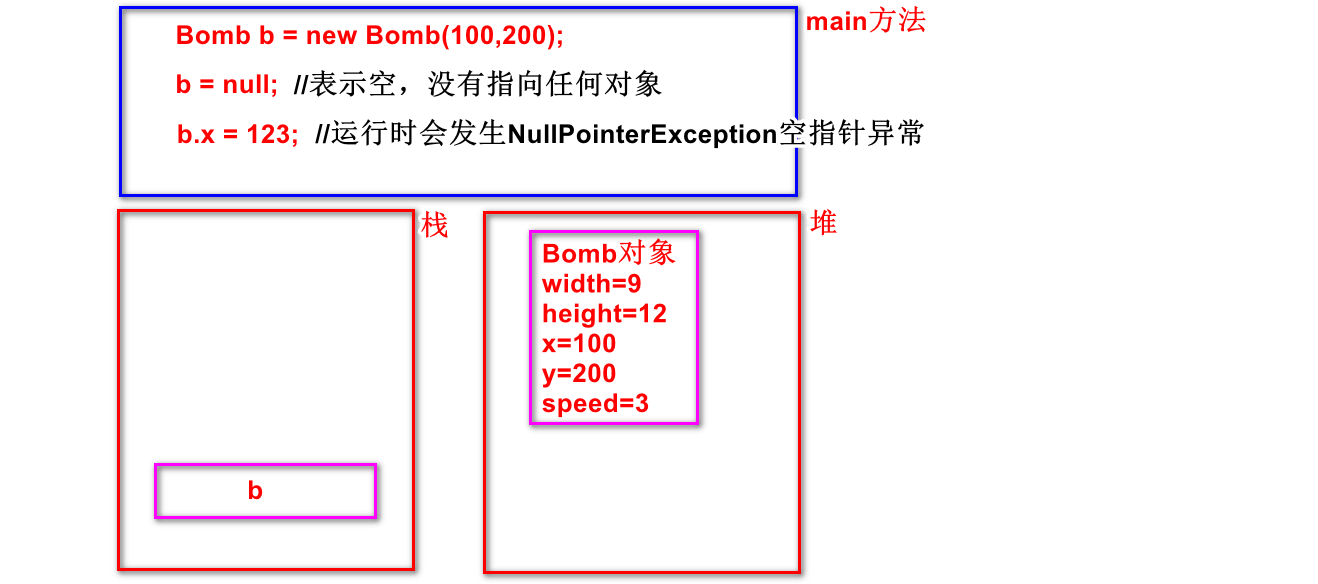 Bomb b = new Bomb(100,200);
main方法
b = null; //表示空，没有指向任何对象
b.x = 123; //运行时会发生NullPointerException空指针异常
栈
堆
Bomb对象
width=9
height=12
x=100
y=200
speed=3
b